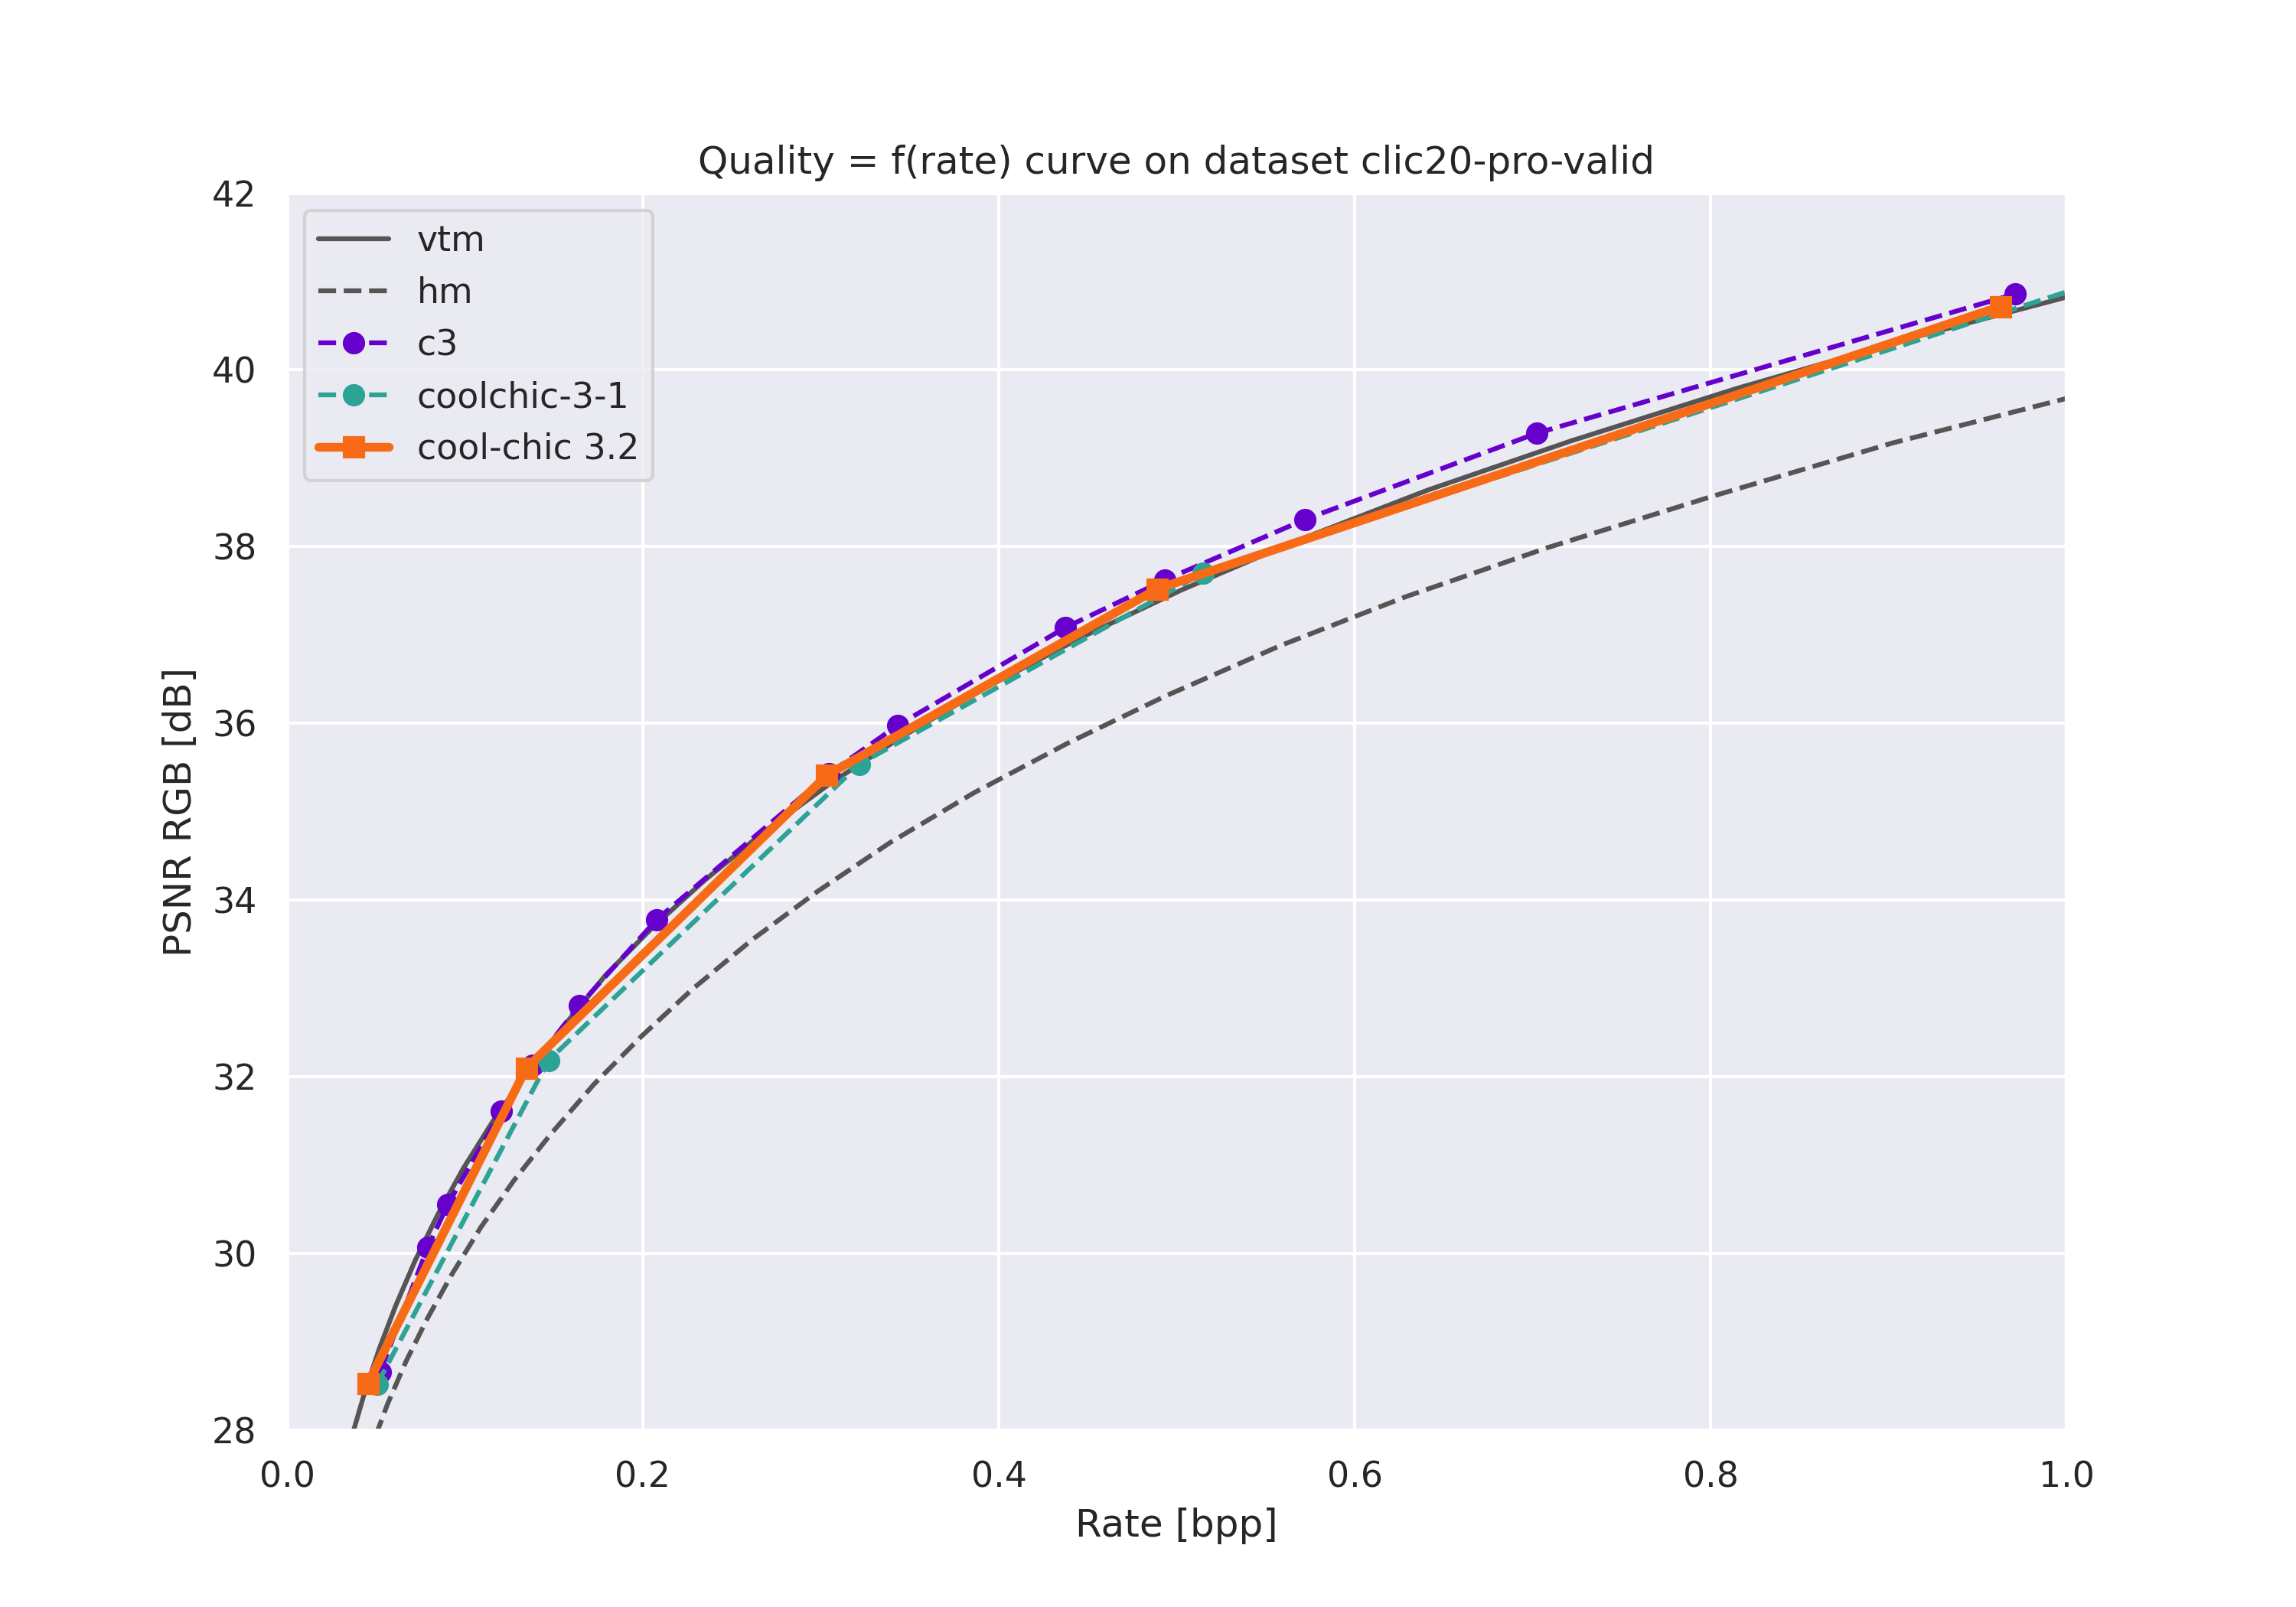 Quality = f(rate) curve on dataset clic20-pro-valid
42
40
38
36
34
32
30
28
PSNR RGB [dB]
vtm
hm
c3
coolchic-3-1
cool-chic 3.2
0.0 0.2 0.4 0.6 0.8 1.0
Rate [bpp]